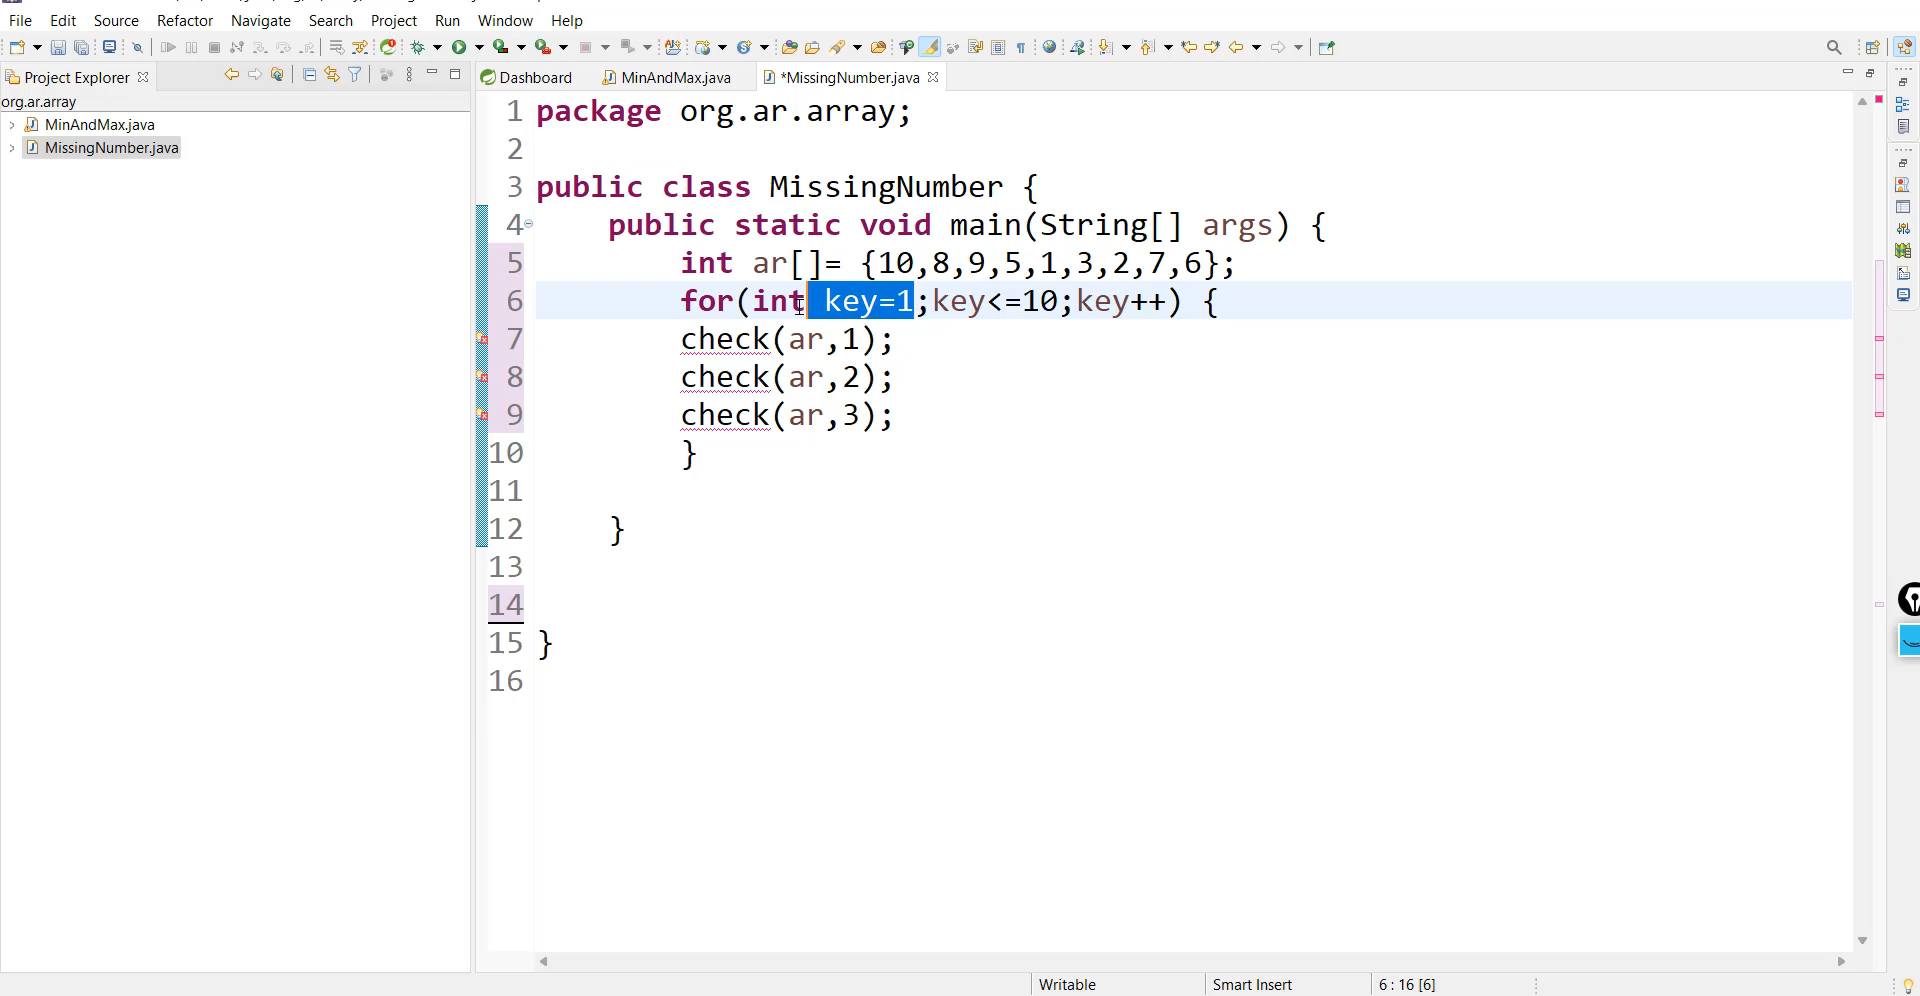 File Edit Source Refactor Navigate Search Project Run Window Help
Project Explorer
Dashboard MinAndMax.java *MissingNumber.java
org.ar.array
MinAndMax.java
MissingNumber.java
1 package org.ar.array;
2
3 public class MissingNumber {
4 public static void main(String[] args) {
5 int ar[]= {10,8,9,5,1,3,2,7,6};
6 for(int key=1;key<=10;key++) {
7 check(ar,1);
8 check(ar,2);
9 check(ar,3);
10 }
11
12 }
13
14
15 }
16
Writable Smart Insert 6 : 16 [6]